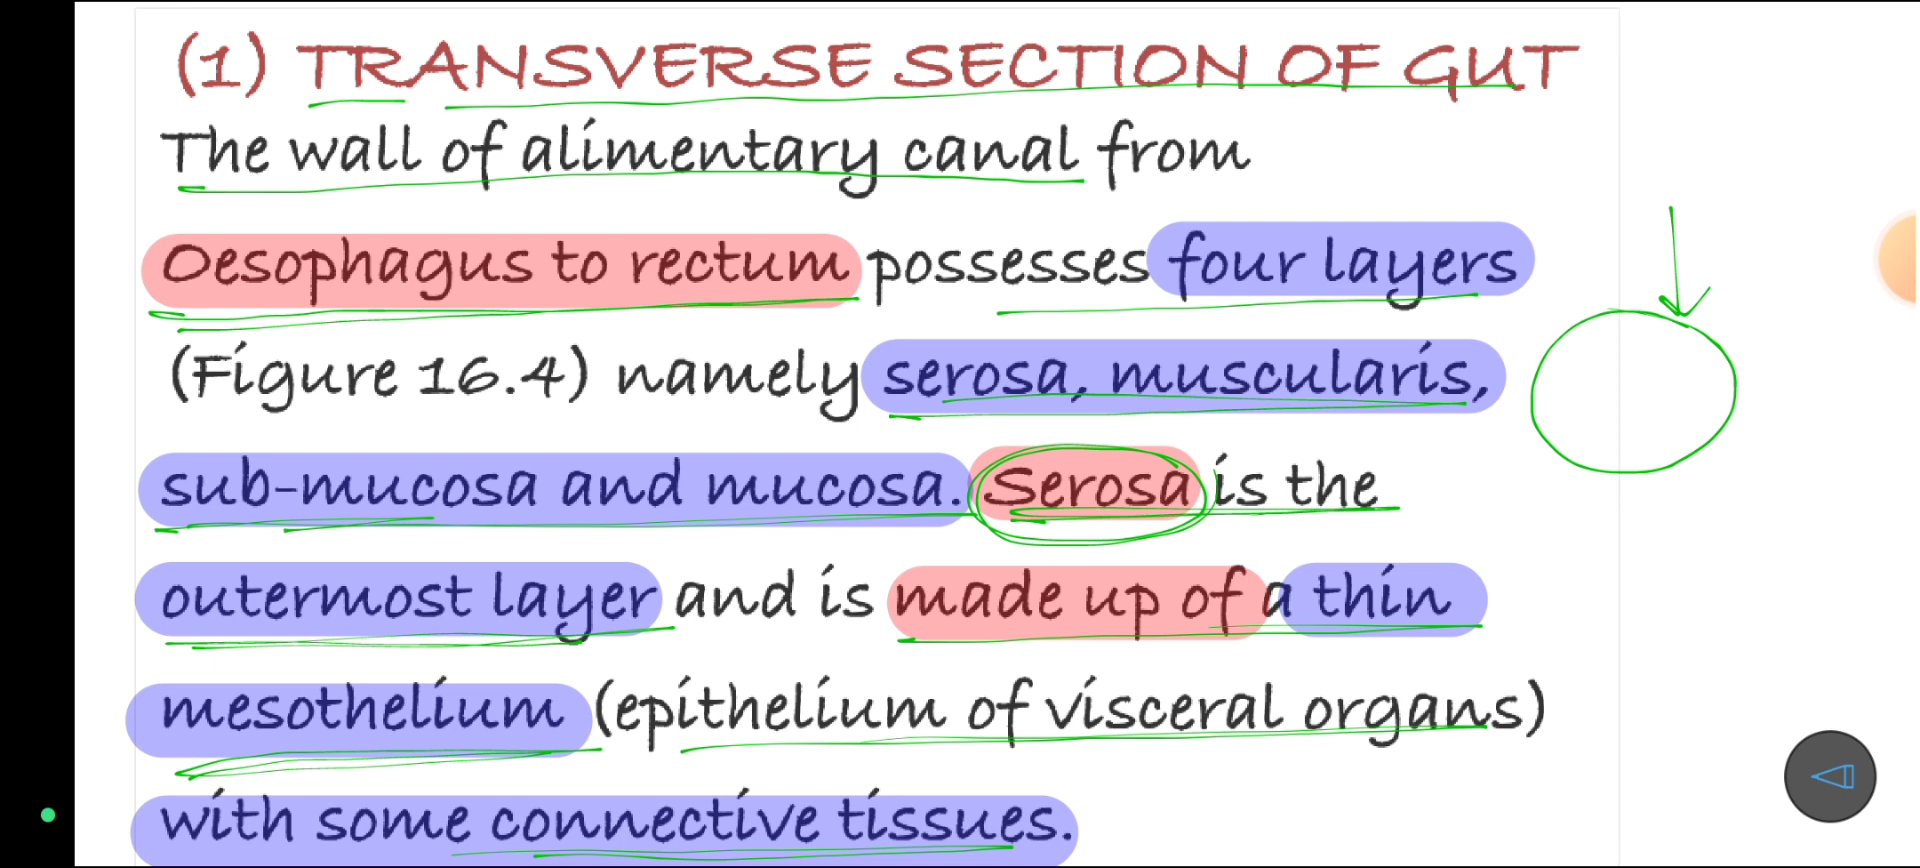 (1) TRANSVERSE SECTION OF GUT
The wall of alimentary canal from
Oesophagus to rectum possesses four layers
(Figure 16.4) namely serosa, muscularis,
sub-mucosa and mucosa. Serosa is the
outermost layer and is made up of a thin
mesothelium (epithelium of visceral organs)
with some connective tissues.